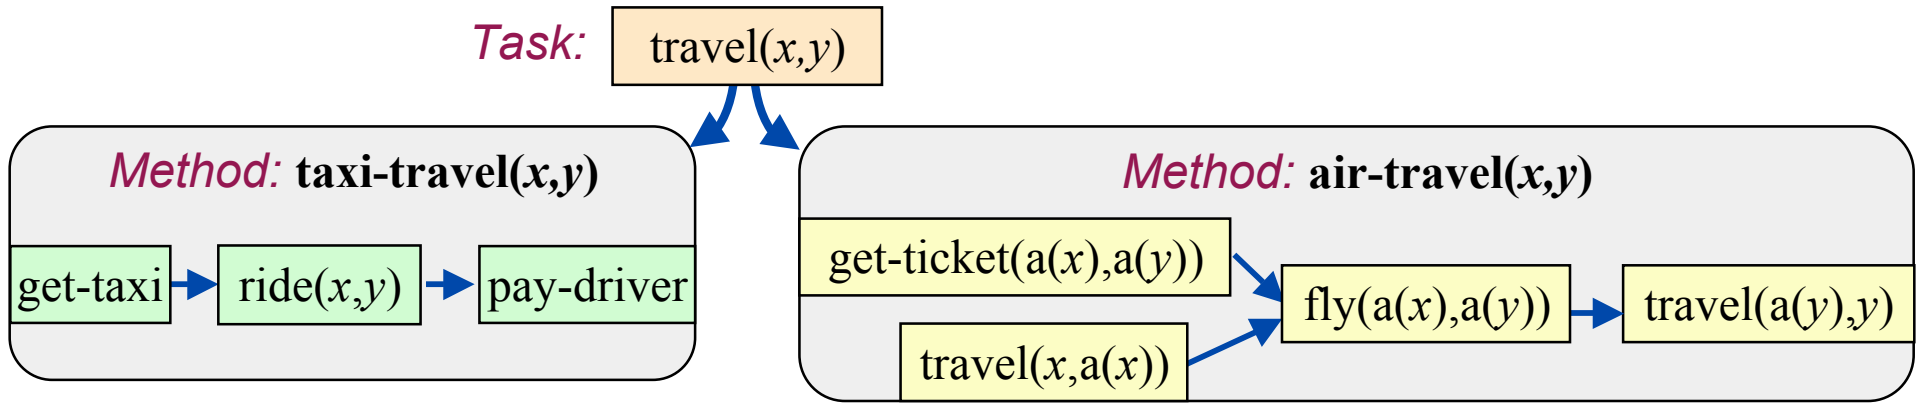 Task: travel(x,y)
Method: taxi-travel(x,y)
get-taxi
ride(x,y)
pay-driver
Method: air-travel(x,y)
get-ticket(a(x),a(y))
travel(x,a(x))
fly(a(x),a(y))
travel(a(y),y)